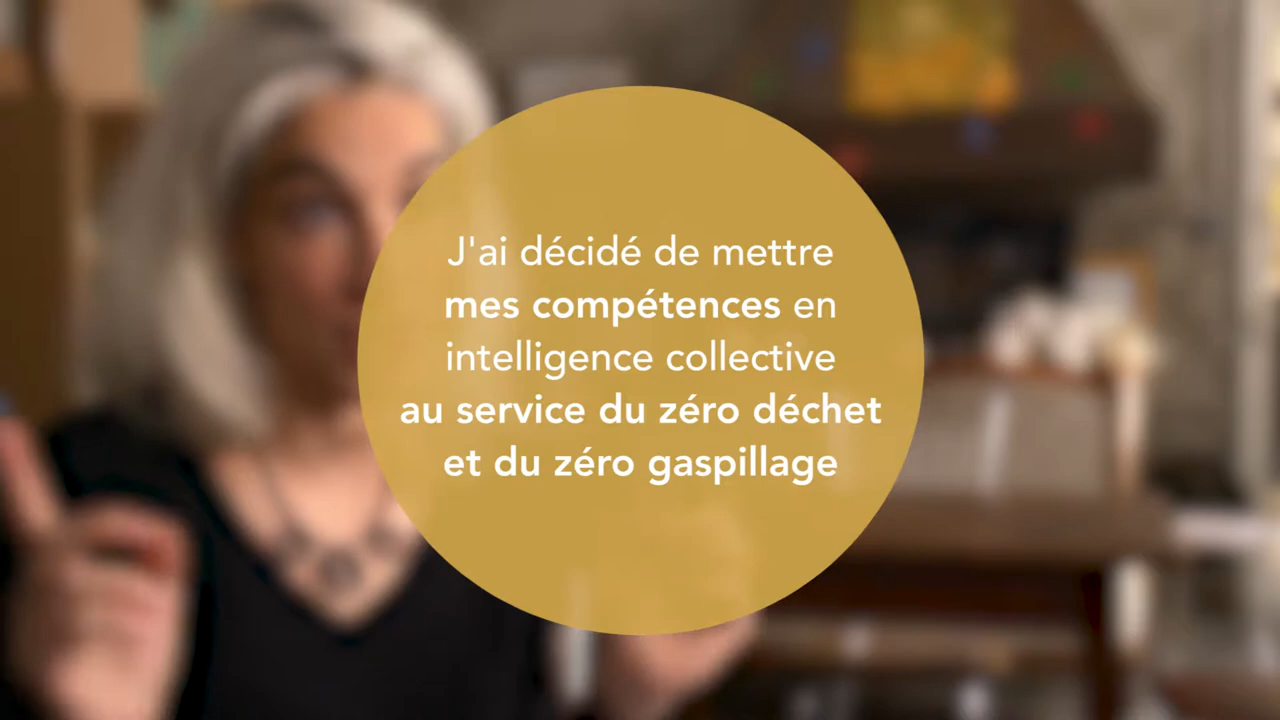 J'ai décidé de mettre
mes compétences en
intelligence collective
au service du zéro déchet
et du zéro gaspillage